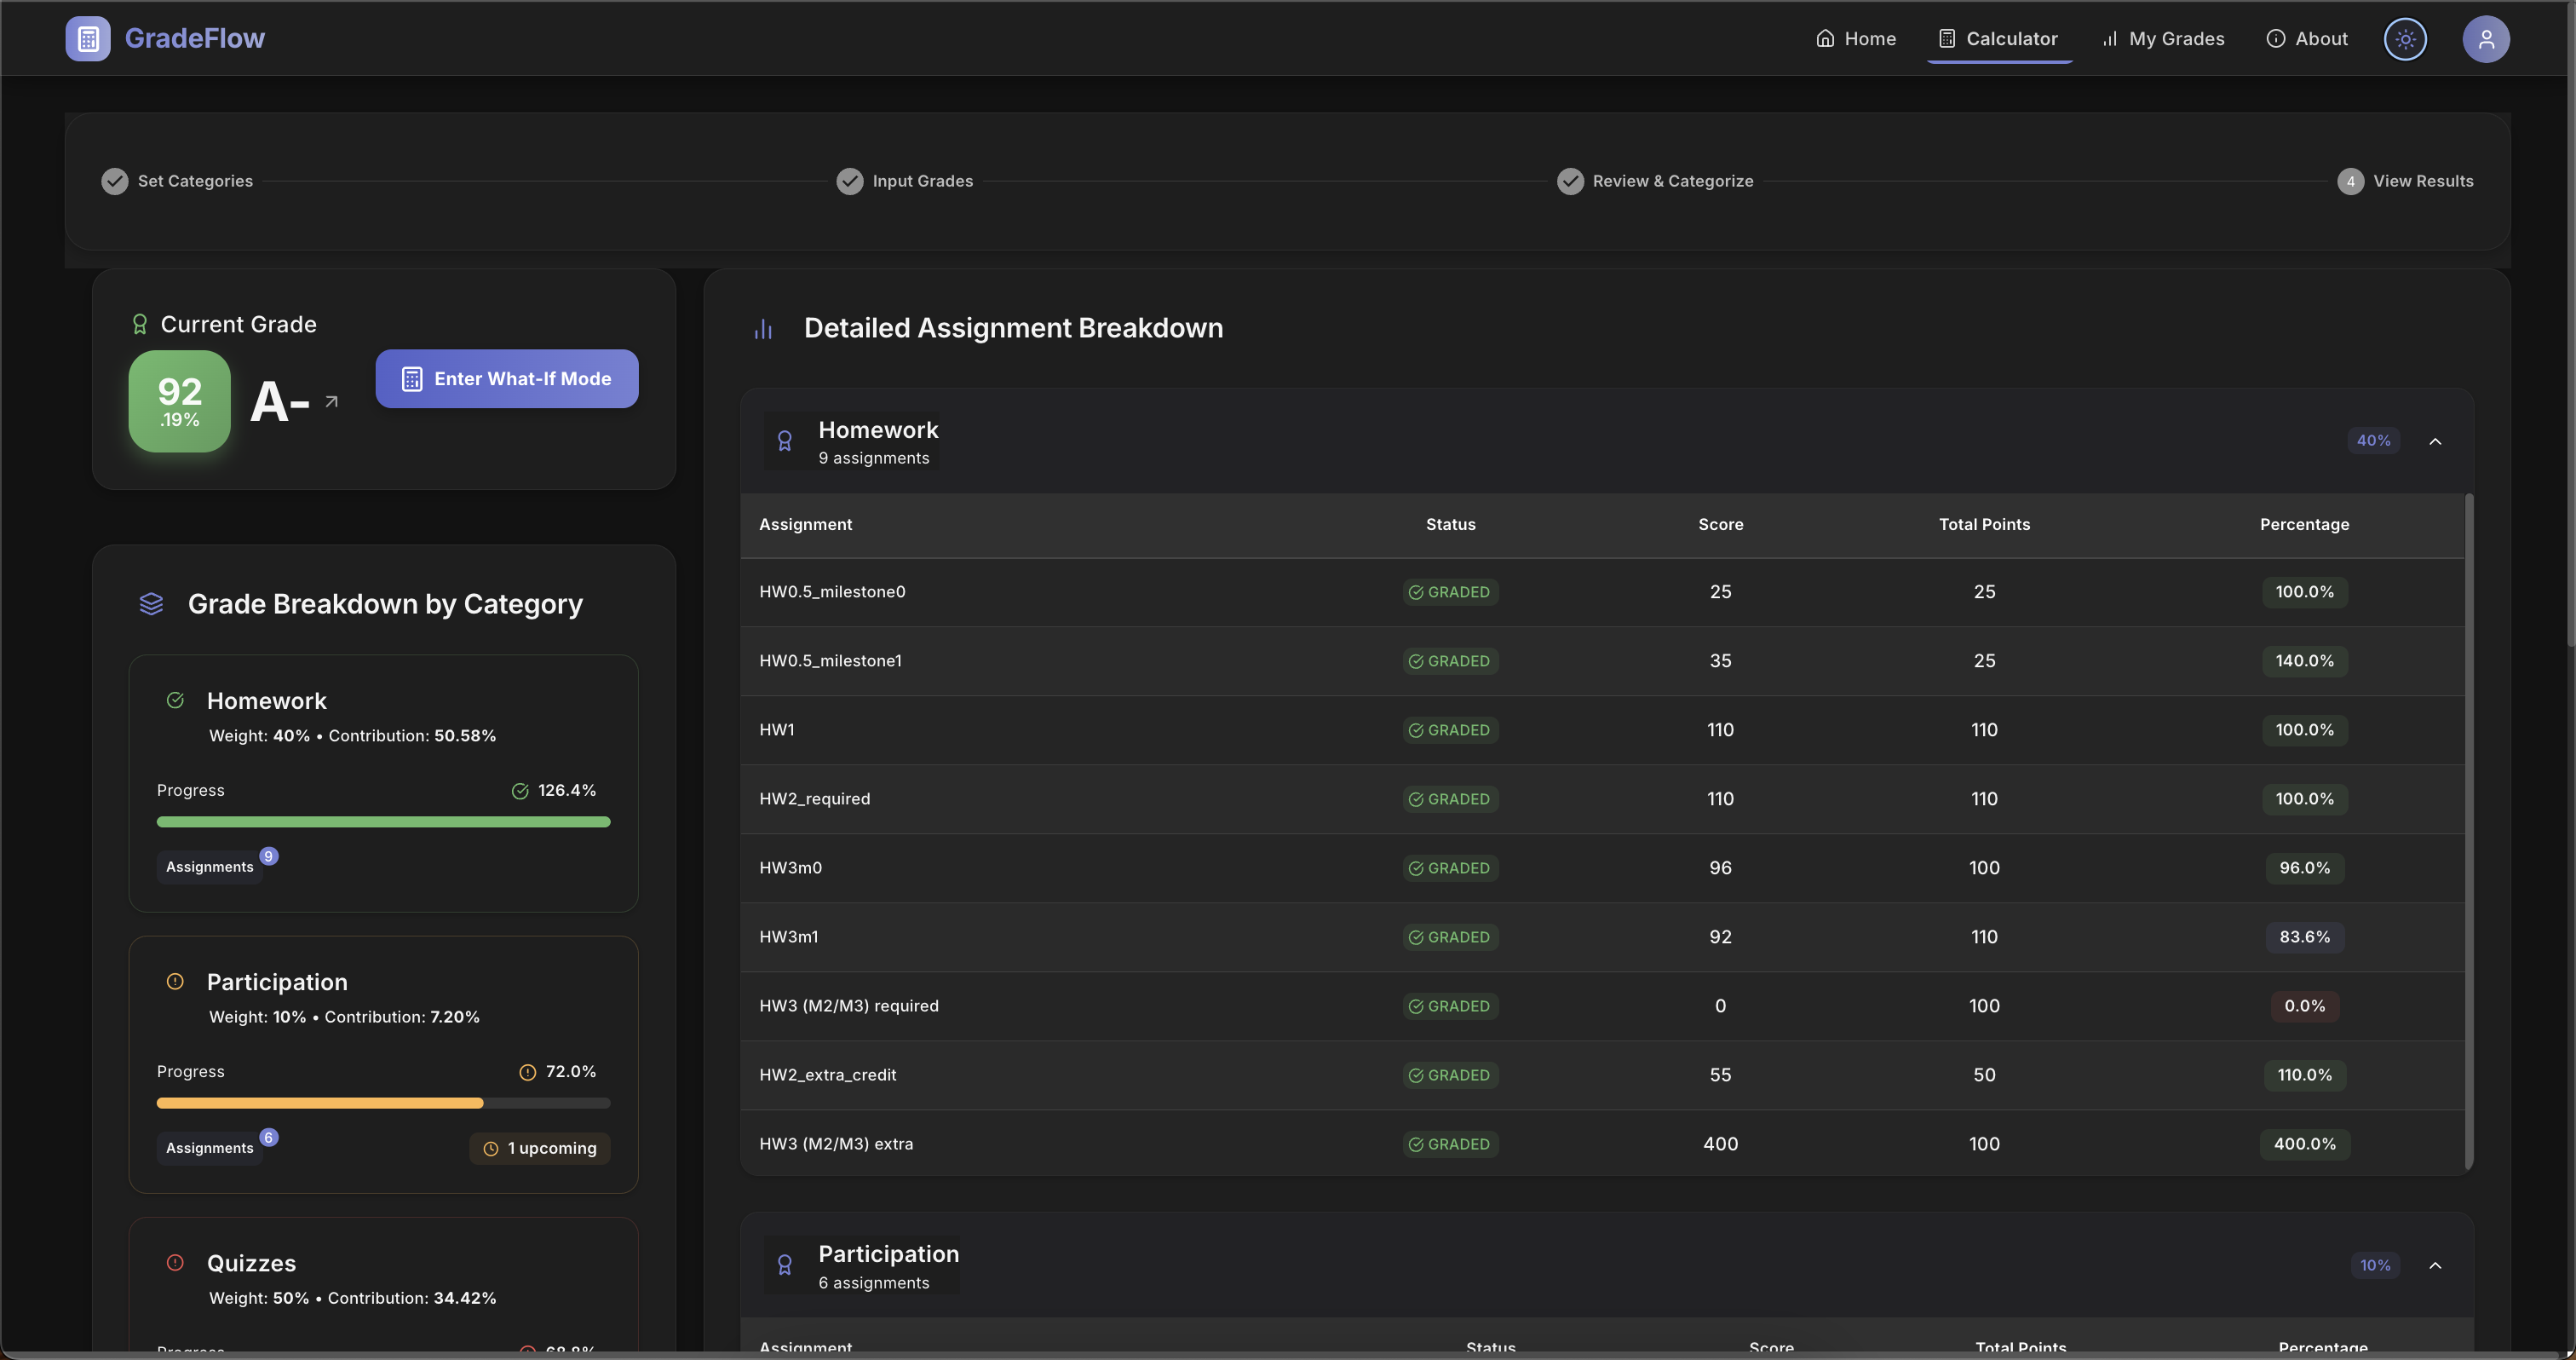 GradeFlow
Home
Calculator
My Grades
About
Set Categories
Input Grades
Review & Categorize
4 View Results
Current Grade
92
.19%
A-
Enter What-If Mode
Grade Breakdown by Category
Homework
Weight: 40% • Contribution: 50.58%
Progress 126.4%
Assignments 9
Participation
Weight: 10% • Contribution: 7.20%
Progress 72.0%
Assignments 6
1 upcoming
Quizzes
Weight: 50% • Contribution: 34.42%
Progress 68.8%
Detailed Assignment Breakdown
Homework
9 assignments
40%
Assignment Status Score Total Points Percentage
HW0.5_milestone0 GRADED 25 25 100.0%
HW0.5_milestone1 GRADED 35 25 140.0%
HW1 GRADED 110 110 100.0%
HW2_required GRADED 110 110 100.0%
HW3m0 GRADED 96 100 96.0%
HW3m1 GRADED 92 110 83.6%
HW3 (M2/M3) required GRADED 0 100 0.0%
HW2_extra_credit GRADED 55 50 110.0%
HW3 (M2/M3) extra GRADED 400 100 400.0%
Participation
6 assignments
10%
Assignment Status Score Total Points Percentage